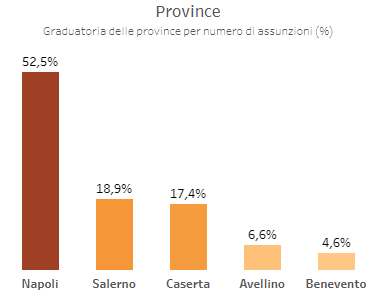 Province
Graduatoria delle province per numero di assunzioni (%)
52,5%
18,9%
17,4%
6,6%
4,6%
Napoli
Salerno
Caserta
Avellino
Benevento